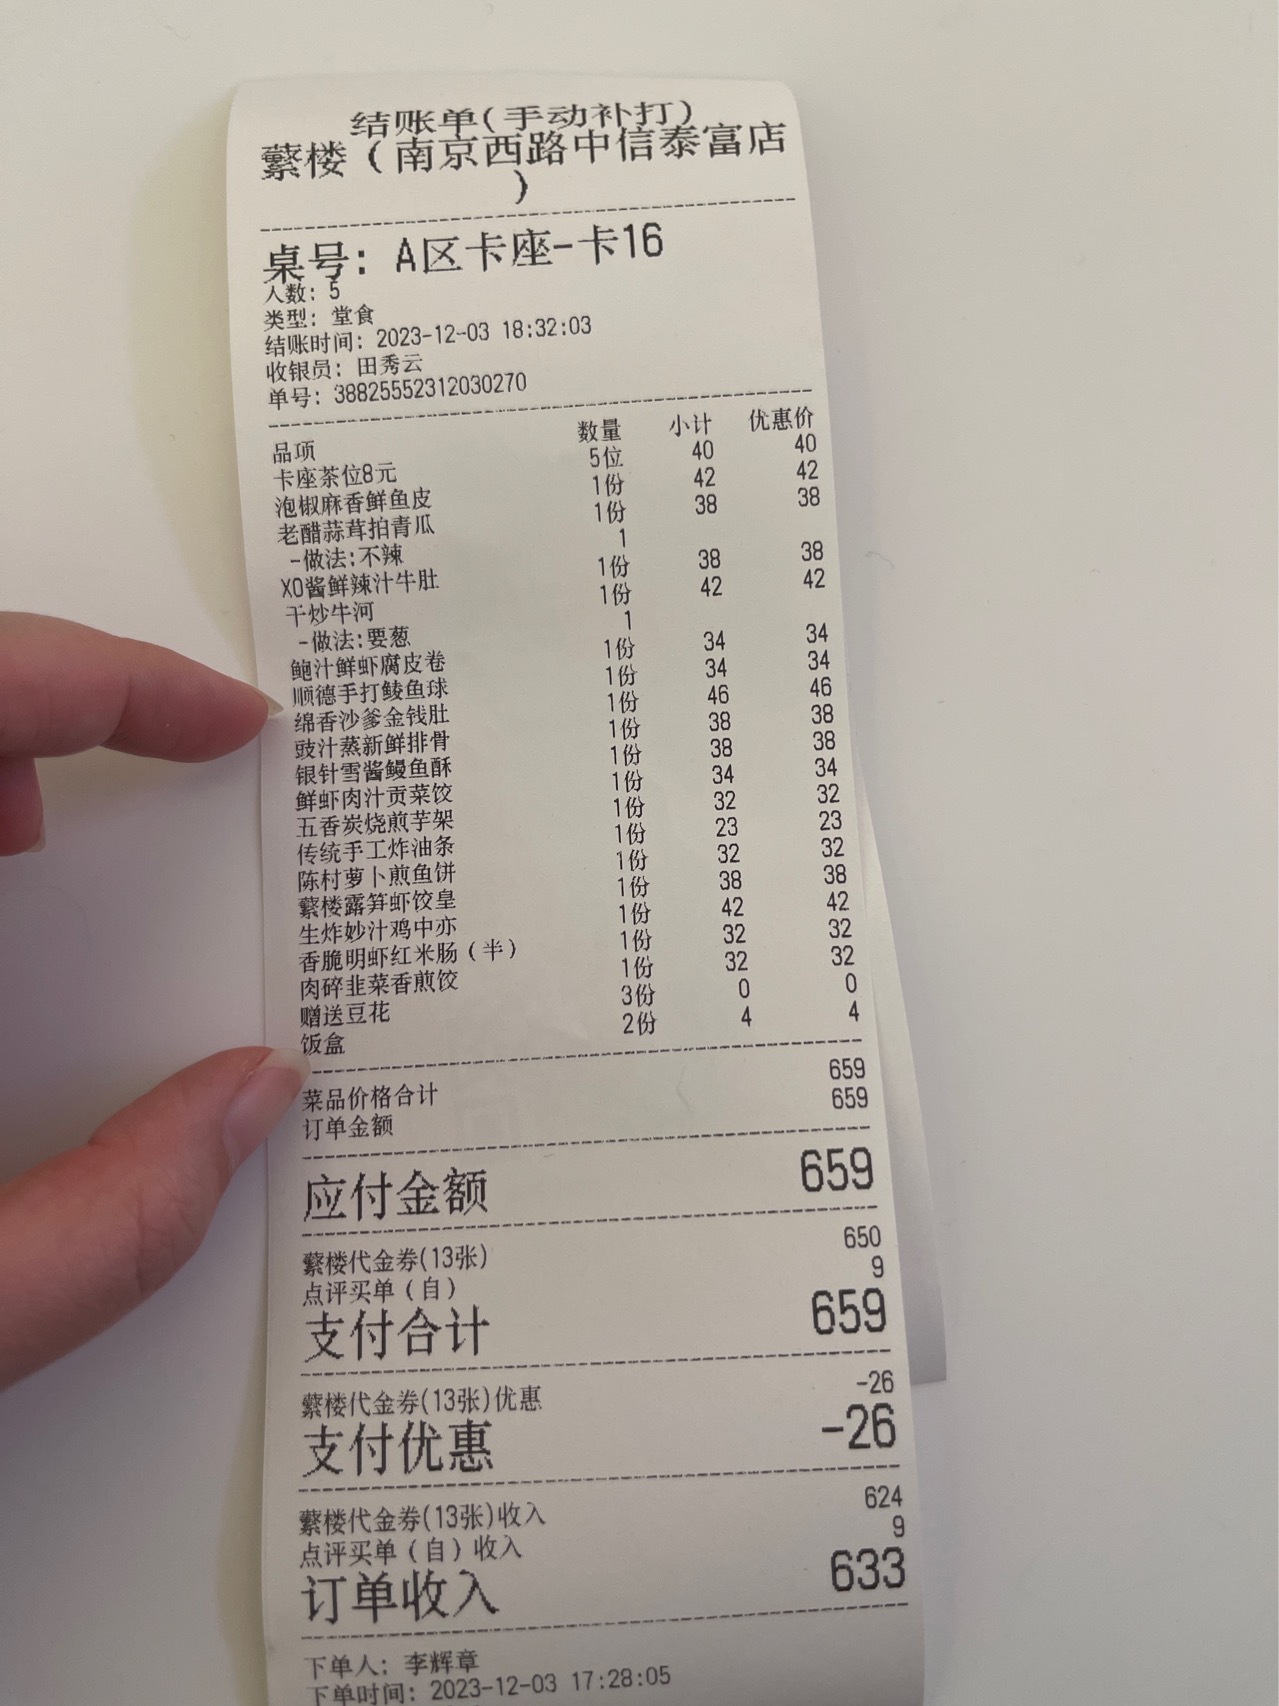 结账单(手动补打)
蘩楼（南京西路中信泰富店
）
桌号: A区卡座-卡16
人数: 5
类型: 堂食
结账时间: 2023-12-03 18:32:03
收银员: 田秀云
单号: 38825552312030270
品项 数量 小计 优惠价
卡座茶位8元 5位 40 40
泡椒麻香鲜鱼皮 1份 42 42
老醋蒜茸拍青瓜 1份 38 38
-做法:不辣 1
XO酱鲜辣汁牛肚 1份 38 38
干炒牛河 1份 42 42
-做法:要葱 1
鲍汁鲜虾腐皮卷 1份 34 34
顺德手打鲮鱼球 1份 34 34
绵香沙爹金钱肚 1份 46 46
豉汁蒸新鲜排骨 1份 38 38
银针雪酱鳗鱼酥 1份 38 38
鲜虾肉汁贡菜饺 1份 34 34
五香炭烧煎芋架 1份 32 32
传统手工炸油条 1份 23 23
陈村萝卜煎鱼饼 1份 32 32
蘩楼露笋虾饺皇 1份 38 38
生炸妙汁鸡中亦 1份 42 42
香脆明虾红米肠（半） 1份 32 32
肉碎韭菜香煎饺 1份 32 32
赠送豆花 3份 0 0
饭盒 2份 4 4
菜品价格合计 659
订单金额 659
应付金额 659
蘩楼代金券(13张) 650
点评买单（自） 9
支付合计 659
蘩楼代金券(13张)优惠 -26
支付优惠 -26
蘩楼代金券(13张)收入 624
点评买单（自）收入 9
订单收入 633
下单人: 李辉章
下单时间: 2023-12-03 17:28:05